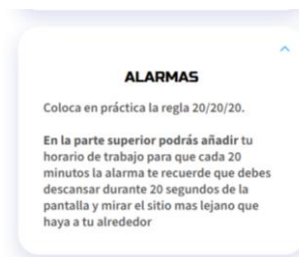 ALARMAS
Coloca en práctica la regla 20/20/20.
En la parte superior podrás añadir tu
horario de trabajo para que cada 20
minutos la alarma te recuerde que debes
descansar durante 20 segundos de la
pantalla y mirar el sitio mas lejano que
haya a tu alrededor